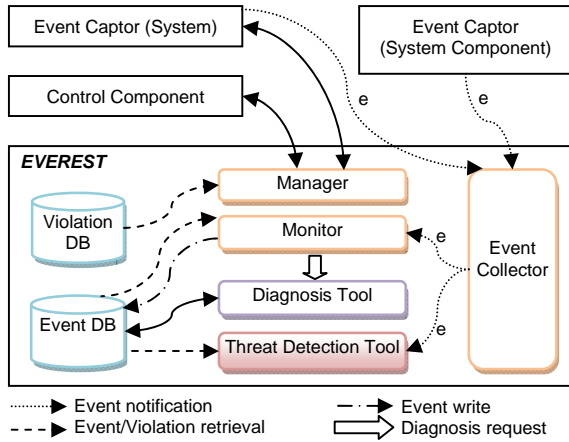 Event Captor (System)
Event Captor
(System Component)
Control Component
e
e
EVEREST
Manager
Violation
DB
Monitor
e
Event
Collector
Event DB
Diagnosis Tool
e
Threat Detection Tool
Event notification
Event write
Event/Violation retrieval
Diagnosis request